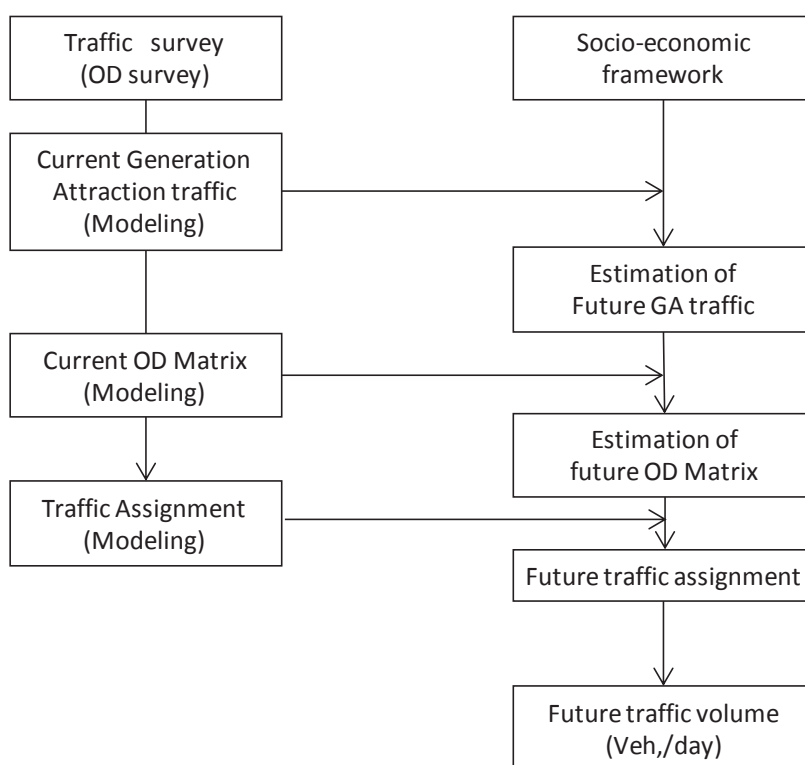 Traffic survey
(OD survey)
Current Generation
Attraction traffic
(Modeling)
Current OD Matrix
(Modeling)
Traffic Assignment
(Modeling)
Socio-economic
framework
Estimation of
Future GA traffic
Estimation of
future OD Matrix
Future traffic assignment
Future traffic volume
(Veh,/day)